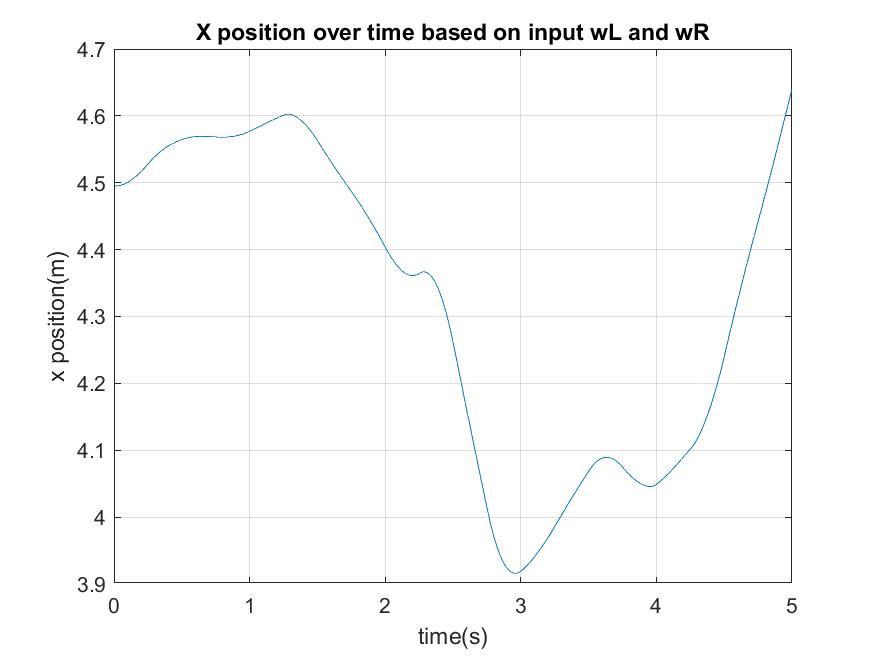 X position over time based on input wL and wR
4.7
4.6
4.5
4.4
4.3
4.2
4.1
4
3.9
x position(m)
0 1 2 3 4 5
time(s)